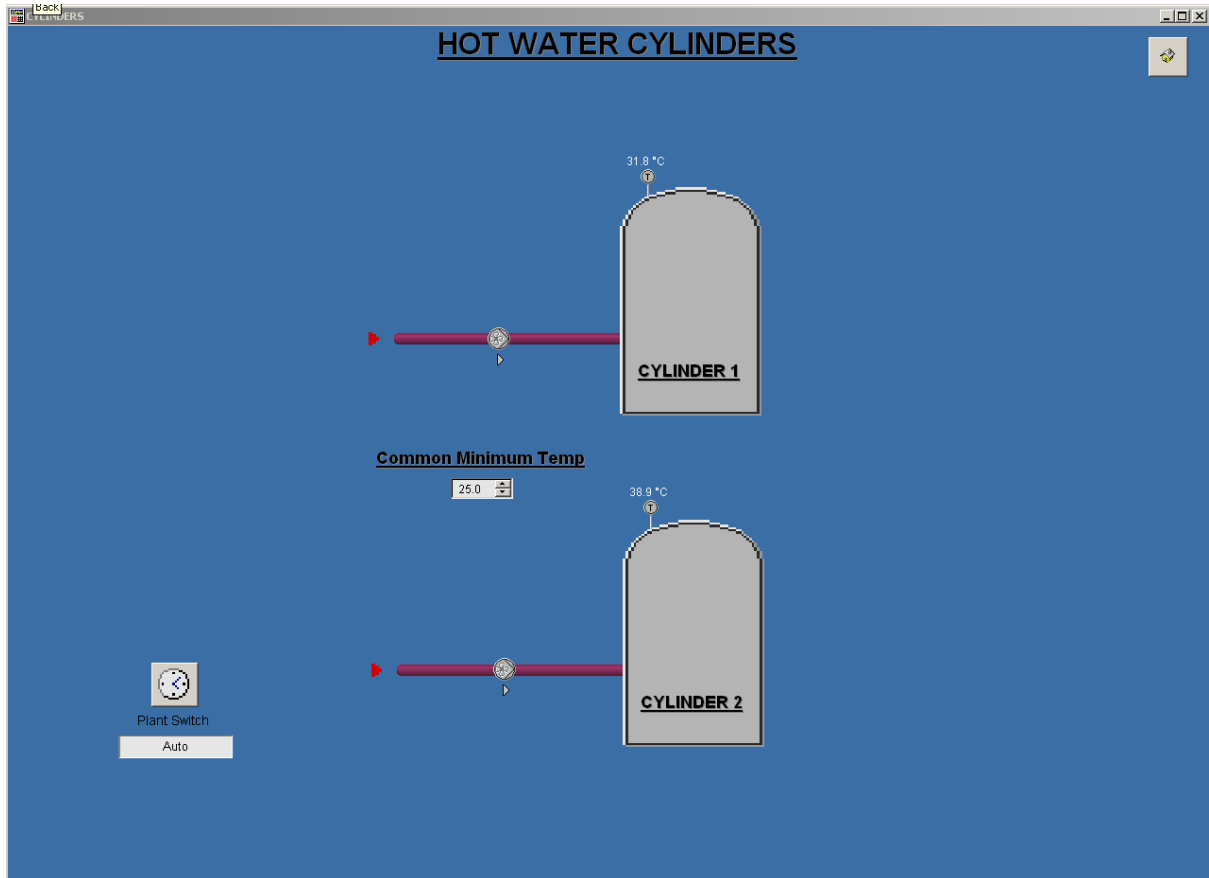 Back
CYLINDERS
HOT WATER CYLINDERS
31.8 °C
T
CYLINDER 1
Common Minimum Temp
25.0
38.9 °C
T
CYLINDER 2
Plant Switch
Auto